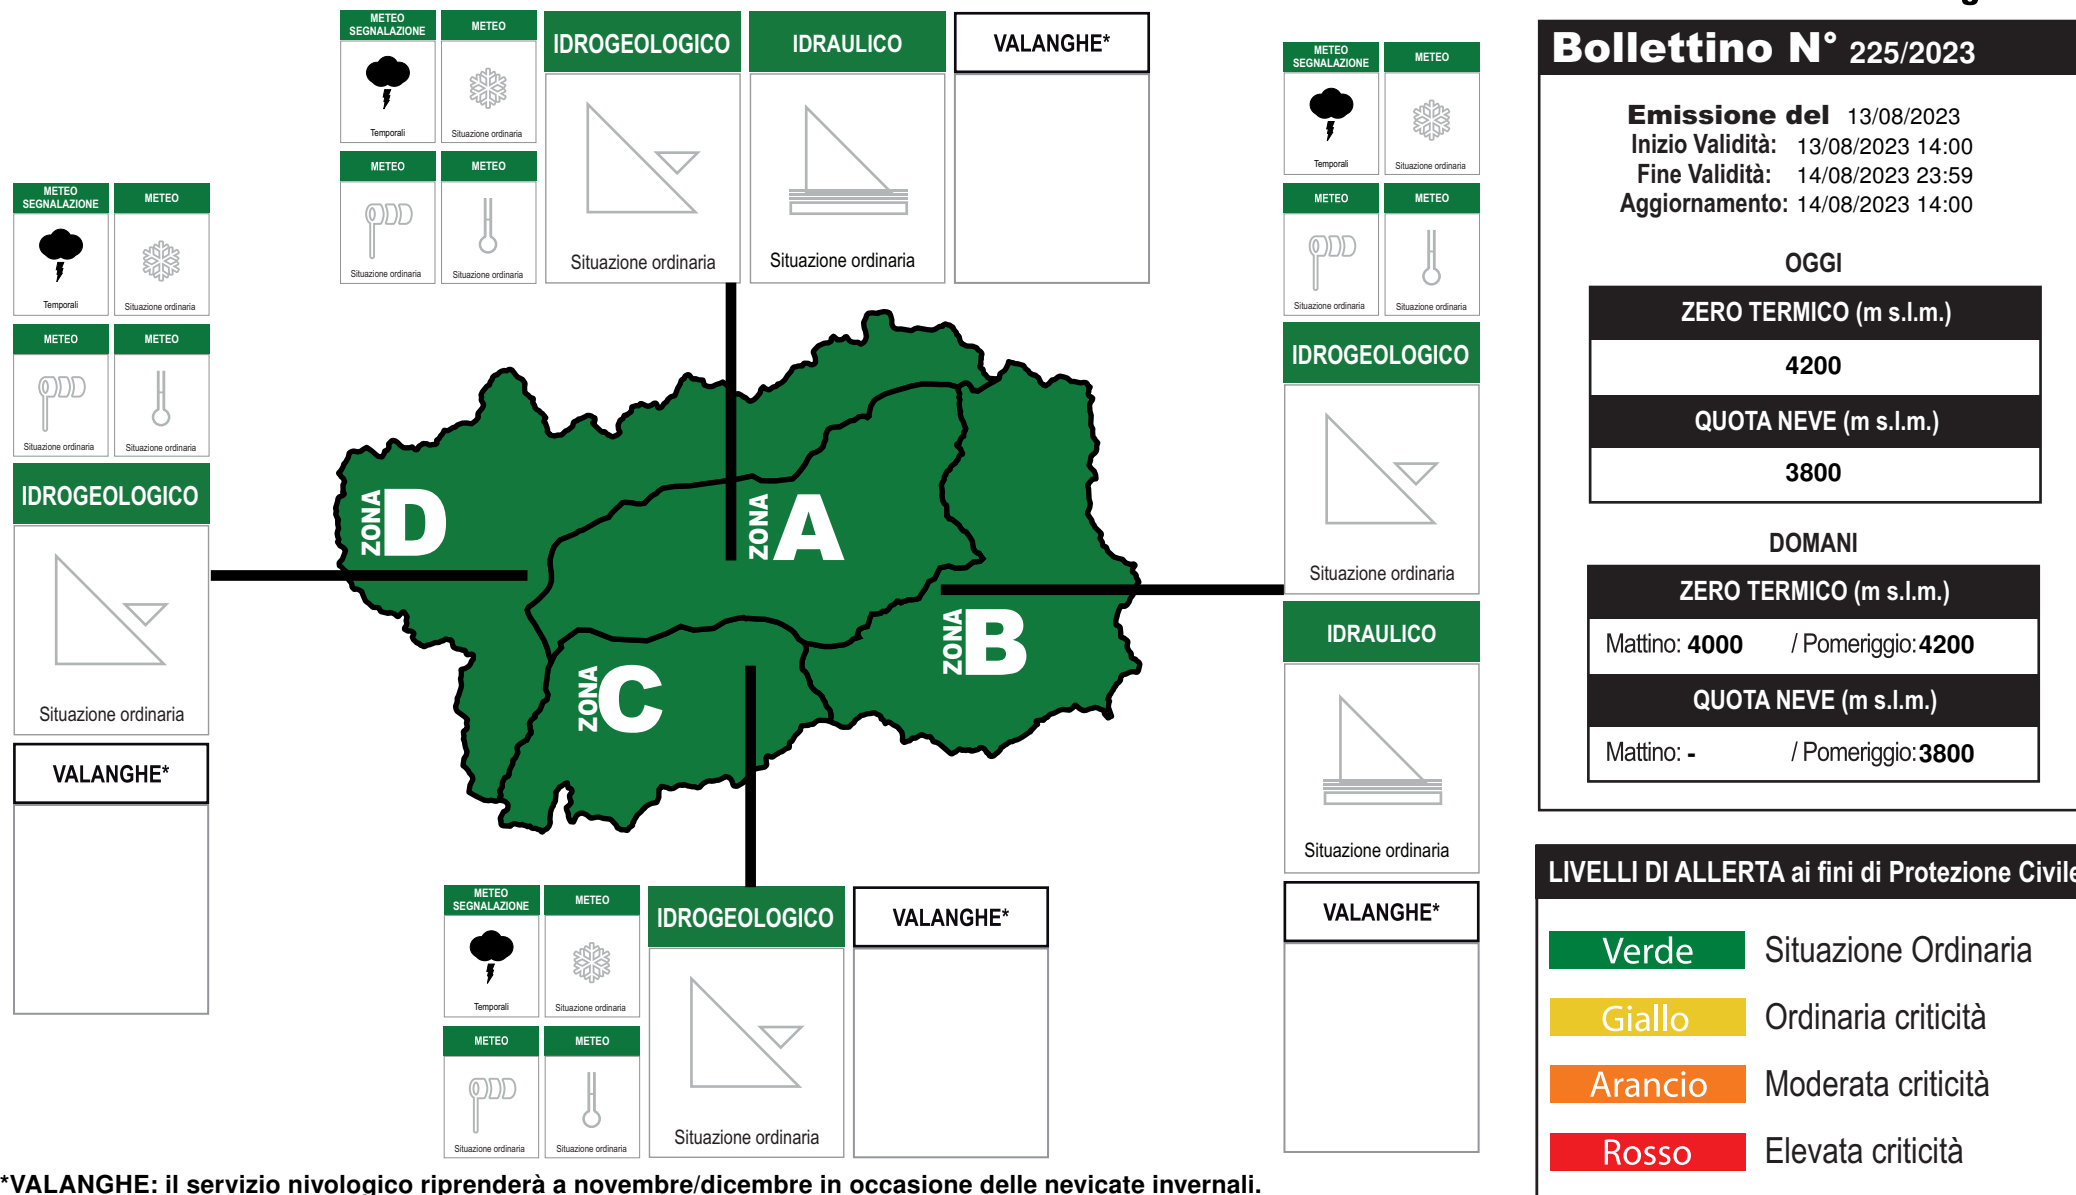 METEO SEGNALAZIONE
METEO
IDROGEOLOGICO
IDRAULICO
VALANGHE*
Temporali
Situazione ordinaria
METEO
METEO
Situazione ordinaria
Situazione ordinaria
Situazione ordinaria
Situazione ordinaria
METEO SEGNALAZIONE
METEO
Temporali
Situazione ordinaria
METEO
METEO
Situazione ordinaria
Situazione ordinaria
IDROGEOLOGICO
Situazione ordinaria
VALANGHE*
ZONA D
ZONA A
ZONA B
ZONA C
METEO SEGNALAZIONE
METEO
Temporali
Situazione ordinaria
METEO
METEO
Situazione ordinaria
Situazione ordinaria
IDROGEOLOGICO
Situazione ordinaria
IDRAULICO
Situazione ordinaria
VALANGHE*
METEO SEGNALAZIONE
METEO
IDROGEOLOGICO
VALANGHE*
Temporali
Situazione ordinaria
METEO
METEO
Situazione ordinaria
Situazione ordinaria
Situazione ordinaria
*VALANGHE: il servizio nivologico riprenderà a novembre/dicembre in occasione delle nevicate invernali.
Bollettino N° 225/2023
Emissione del 13/08/2023
Inizio Validità: 13/08/2023 14:00
Fine Validità: 14/08/2023 23:59
Aggiornamento: 14/08/2023 14:00
OGGI
ZERO TERMICO (m s.l.m.)
4200
QUOTA NEVE (m s.l.m.)
3800
DOMANI
ZERO TERMICO (m s.l.m.)
Mattino: 4000 / Pomeriggio: 4200
QUOTA NEVE (m s.l.m.)
Mattino: - / Pomeriggio: 3800
LIVELLI DI ALLERTA ai fini di Protezione Civile
Verde Situazione Ordinaria
Giallo Ordinaria criticità
Arancio Moderata criticità
Rosso Elevata criticità